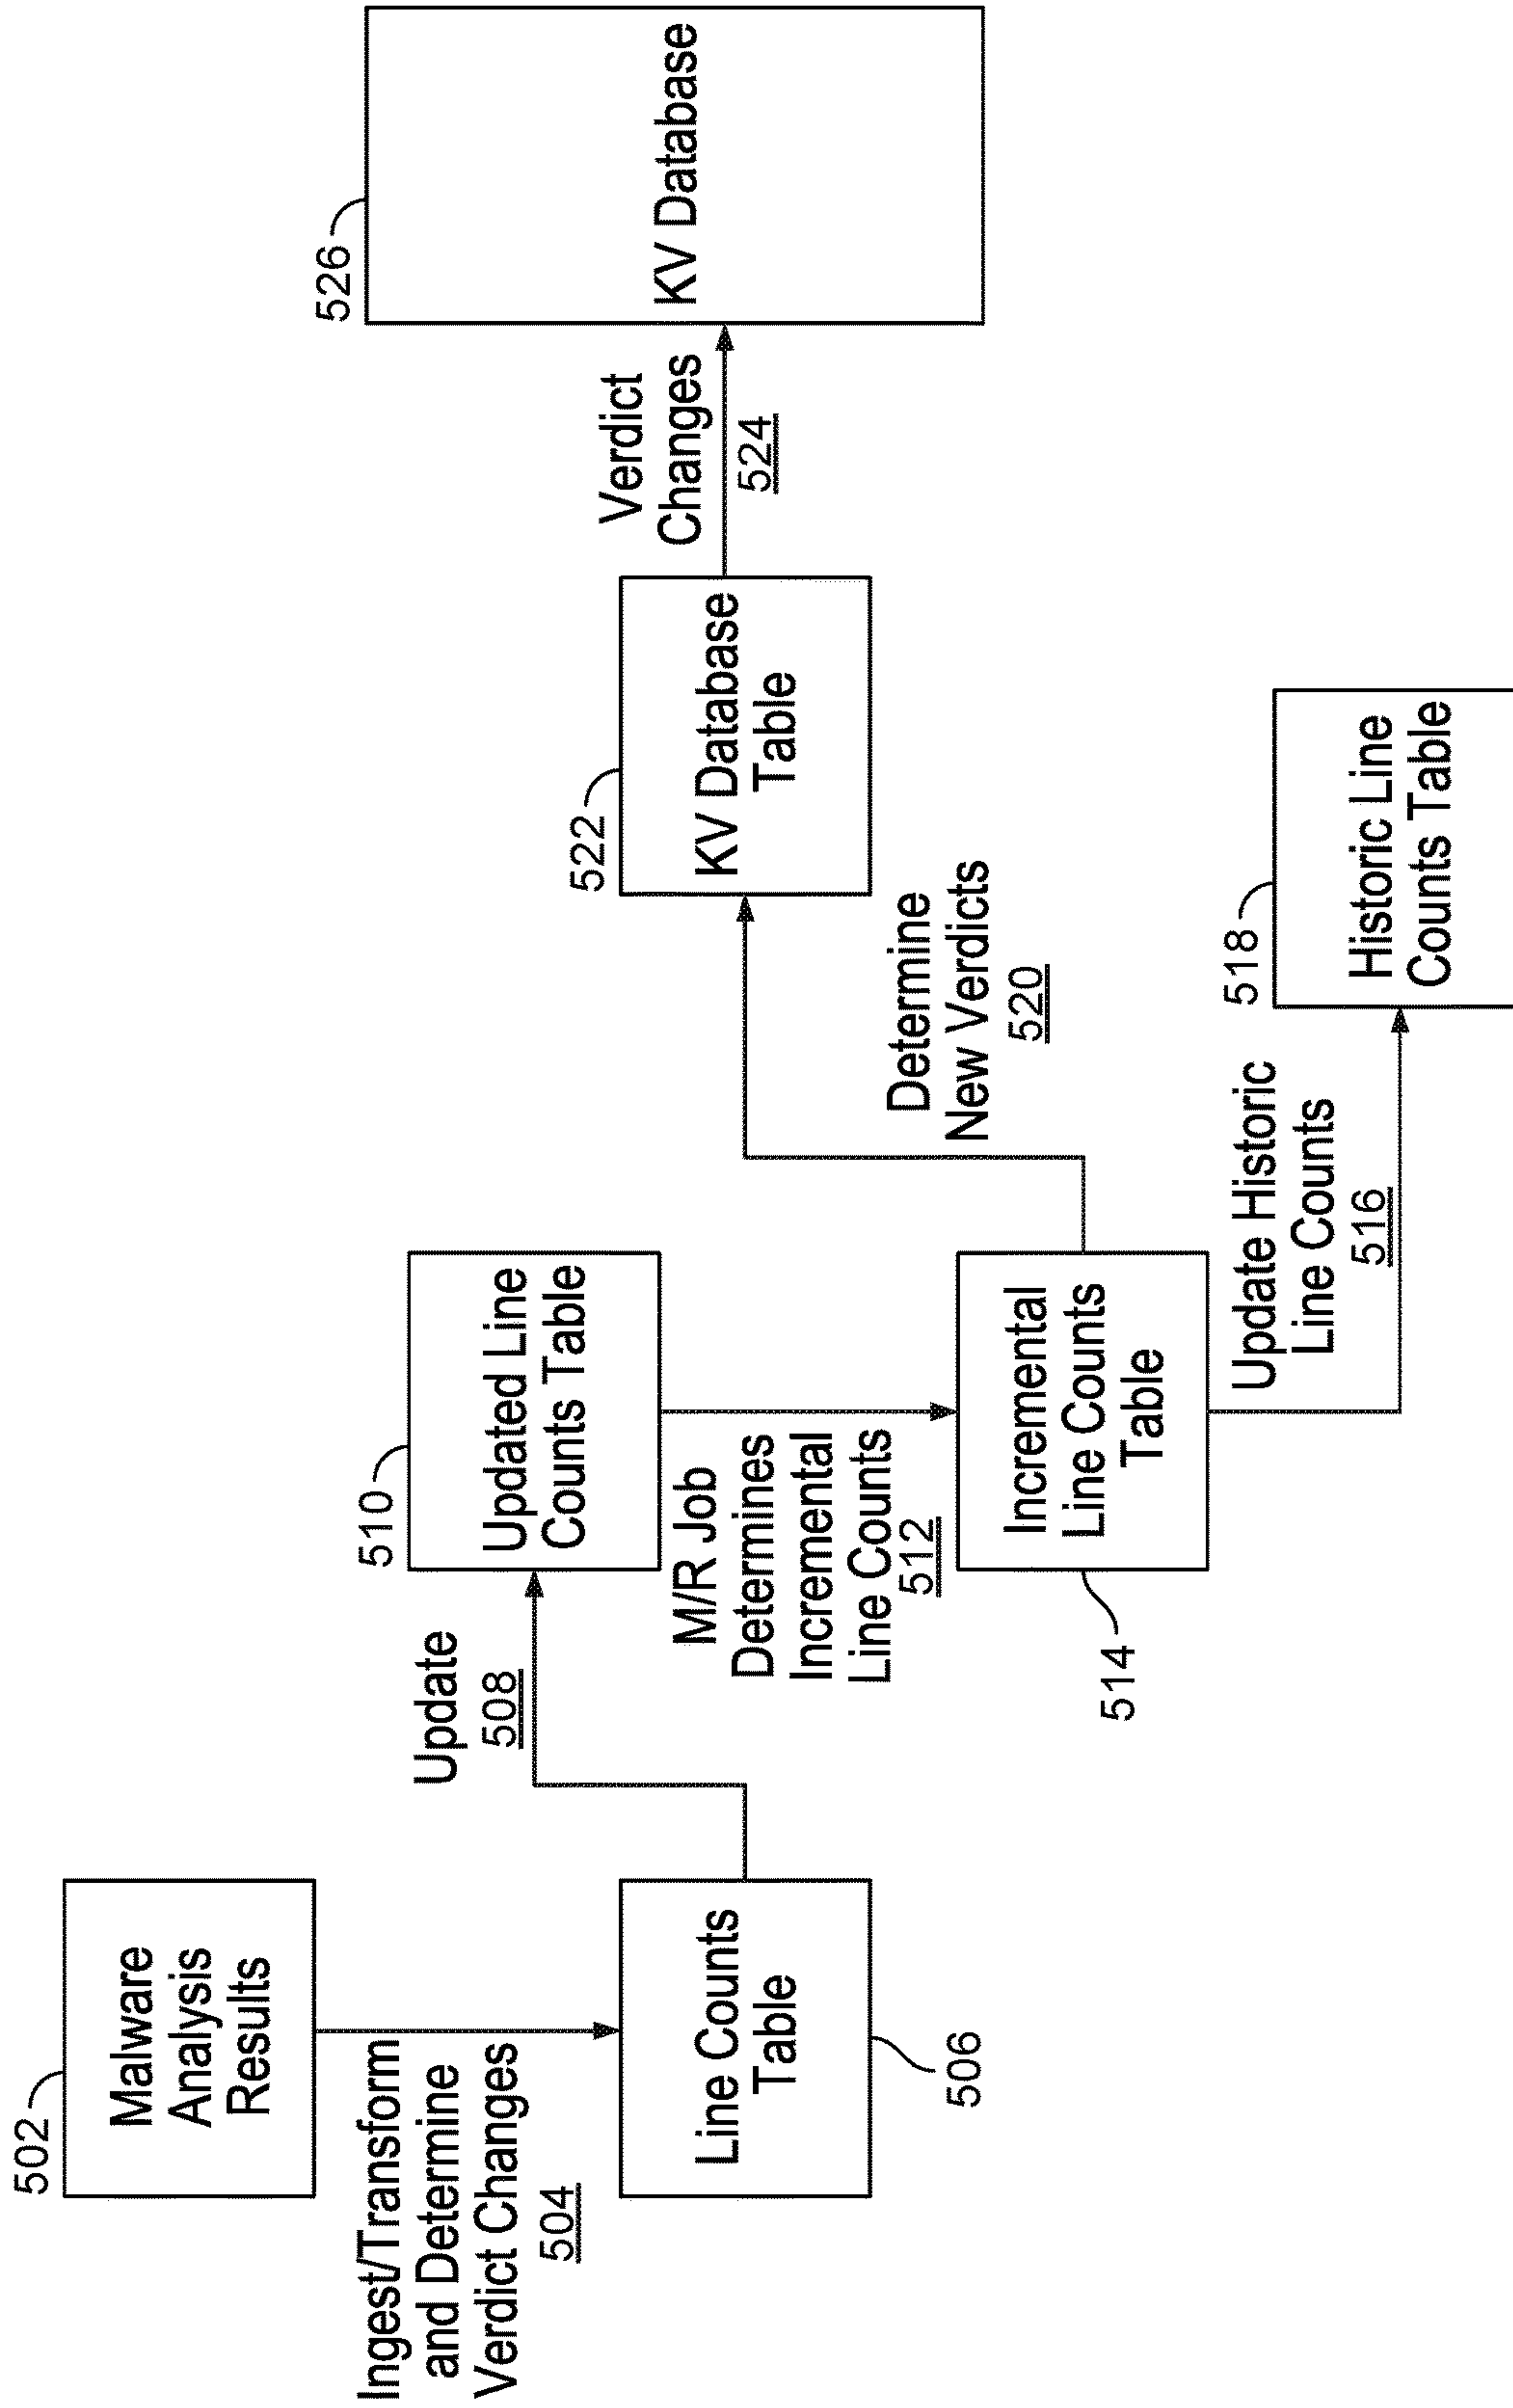 502
Malware
Analysis
Results
Ingest/Transform
and Determine
Verdict Changes
504
Line Counts
Table
506
Update
508
510
Updated Line
Counts Table
M/R Job
Determines
Incremental
Line Counts
512
Incremental
Line Counts
Table
514
Update Historic
Line Counts
516
518
Historic Line
Counts Table
Determine
New Verdicts
520
522
KV Database
Table
Verdict
Changes
524
526
KV Database